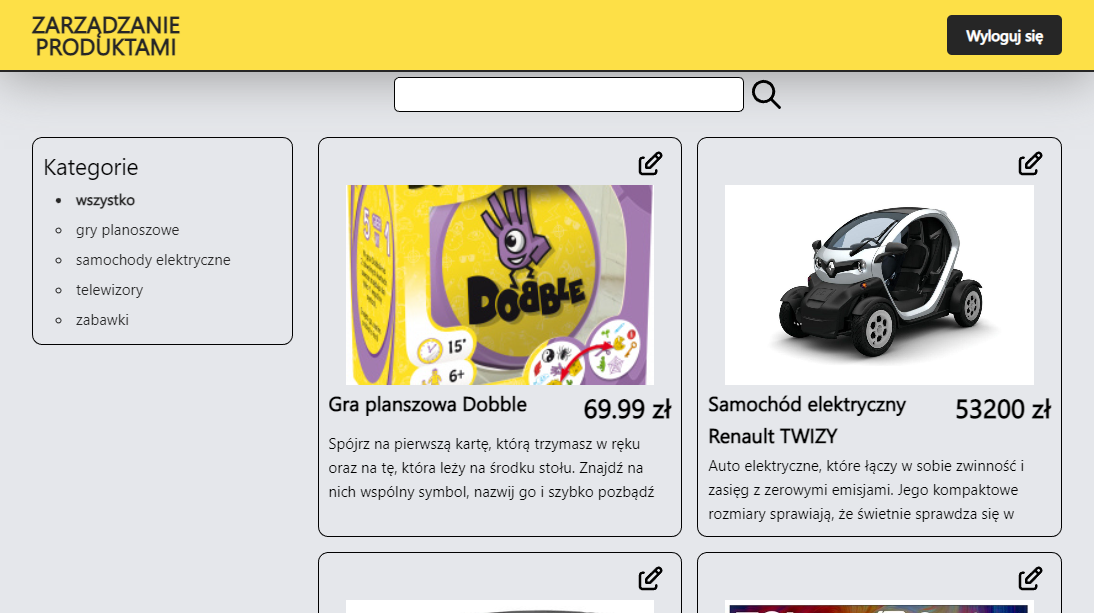 ZARZĄDZANIE
PRODUKTAMI
Wyloguj się
Kategorie
wszystko
gry planoszowe
samochody elektryczne
telewizory
zabawki
DOBBLE
15'
6+
Gra planszowa Dobble
69.99 zł
Spójrz na pierwszą kartę, którą trzymasz w ręku
oraz na tę, która leży na środku stołu. Znajdź na
nich wspólny symbol, nazwij go i szybko pozbądź
Samochód elektryczny
Renault TWIZY
53200 zł
Auto elektryczne, które łączy w sobie zwinność i
zasięg z zerowymi emisjami. Jego kompaktowe
rozmiary sprawiają, że świetnie sprawdza się w